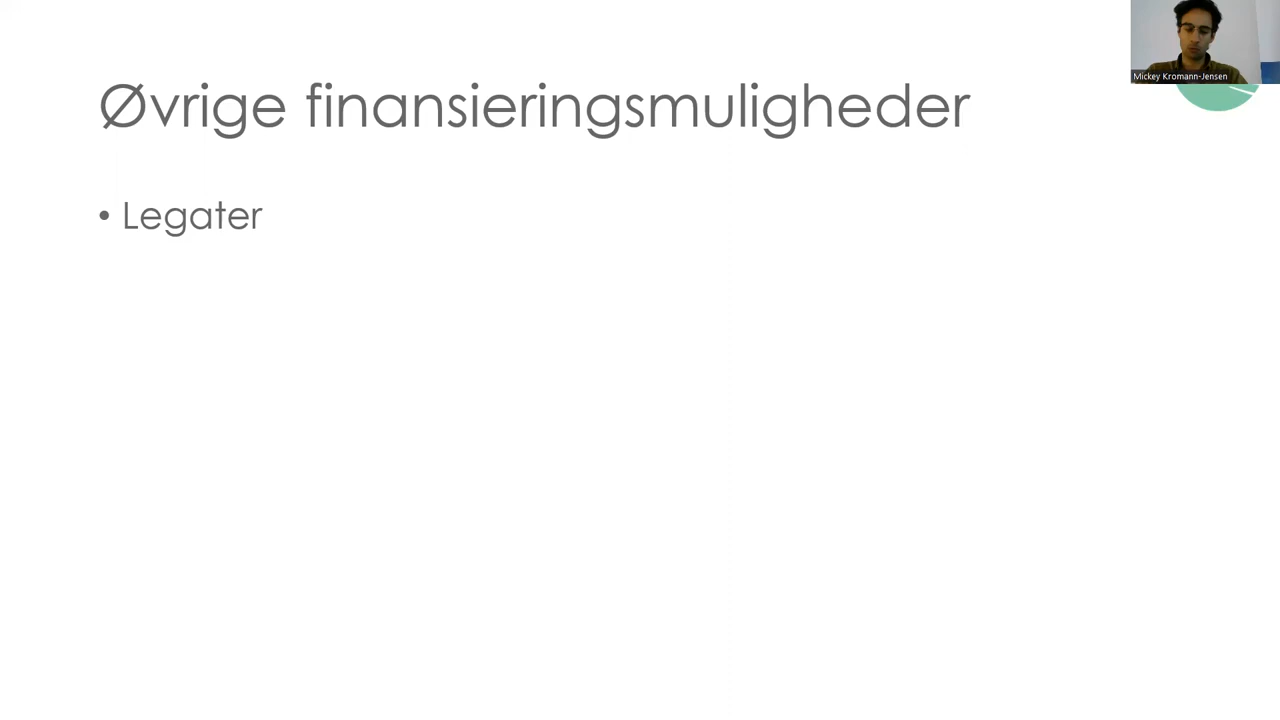 Øvrige finansieringsmuligheder
• Legater
Mickey Kromann-Jensen